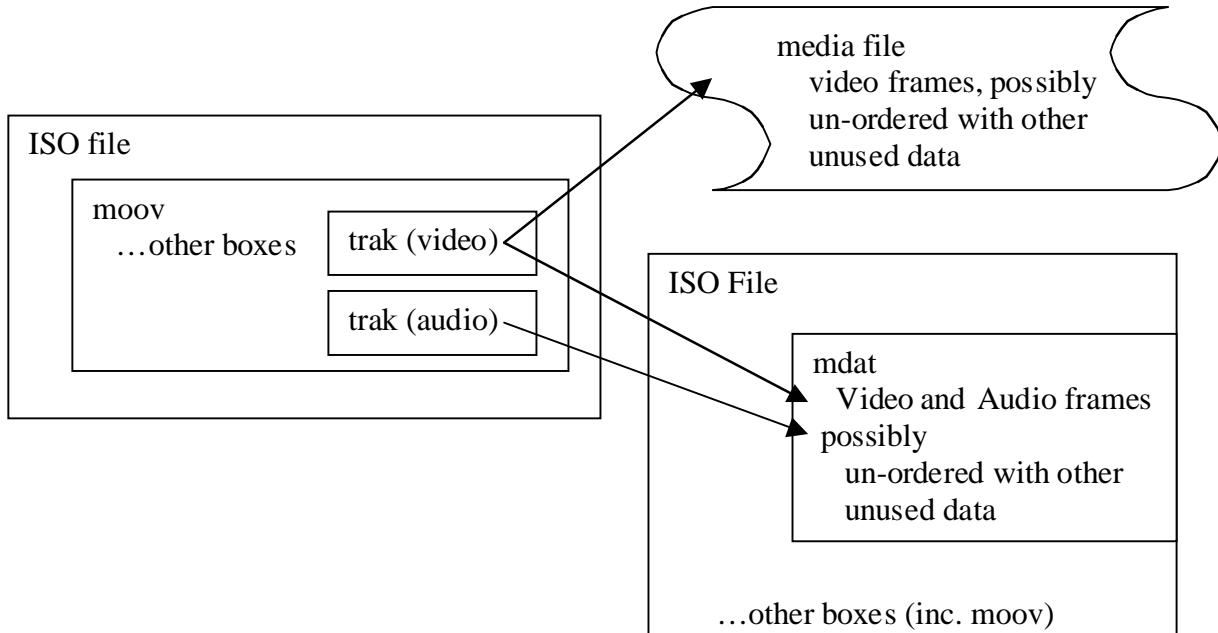 media file
video frames, possibly
un-ordered with other
unused data
ISO file
moov
…other boxes
trak (video)
trak (audio)
ISO File
mdat
Video and Audio frames
possibly
un-ordered with other
unused data
…other boxes (inc. moov)